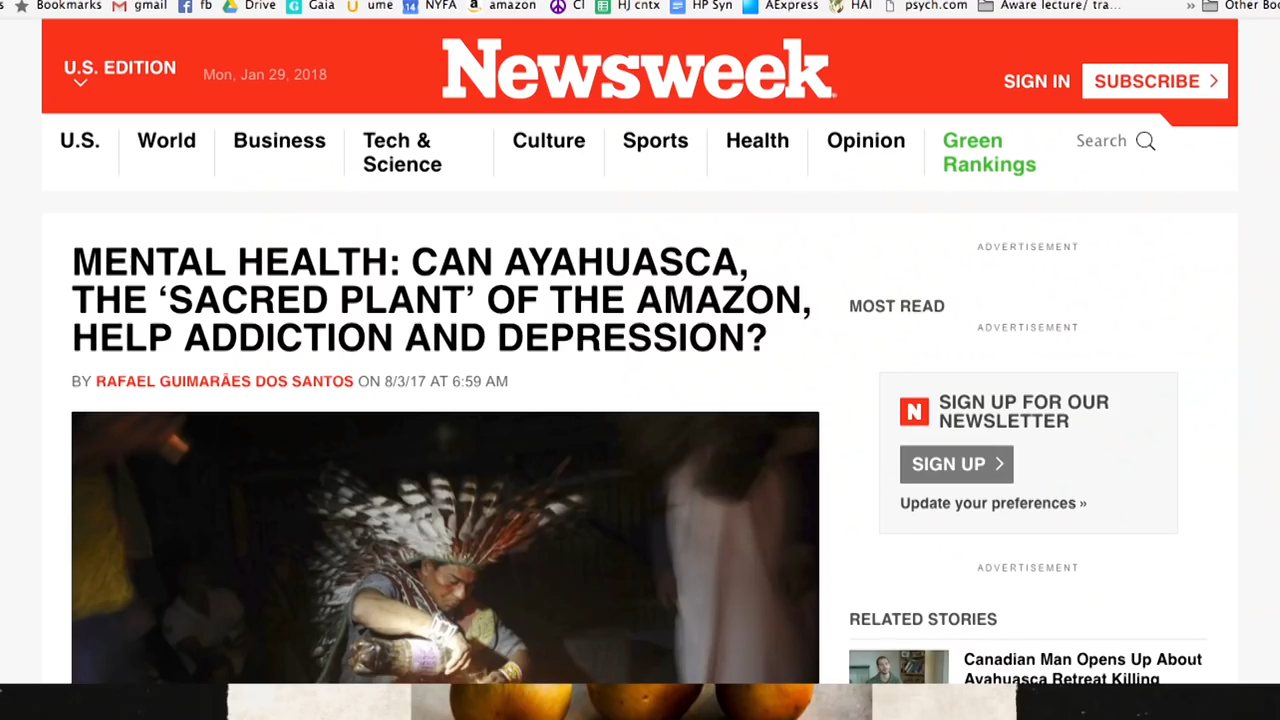 s
Bookmarks
gmail
fb
Drive
Gaia
ume
14 NYFA
a amazon
CI
HJ cntx
HP Syn
AExpress
HAI
psych.com
Aware lecture/ tra...
»
Other Boo
U.S. EDITION
Mon, Jan 29, 2018
Newsweek
SIGN IN
SUBSCRIBE
U.S.
World
Business
Tech &
Science
Culture
Sports
Health
Opinion
Green
Rankings
Search
MENTAL HEALTH: CAN AYAHUASCA,
THE ‘SACRED PLANT’ OF THE AMAZON,
HELP ADDICTION AND DEPRESSION?
BY RAFAEL GUIMARÃES DOS SANTOS ON 8/3/17 AT 6:59 AM
ADVERTISEMENT
MOST READ
ADVERTISEMENT
N
SIGN UP FOR OUR
NEWSLETTER
SIGN UP
Update your preferences »
ADVERTISEMENT
RELATED STORIES
Canadian Man Opens Up About
Ayahuasca Retreat Killing